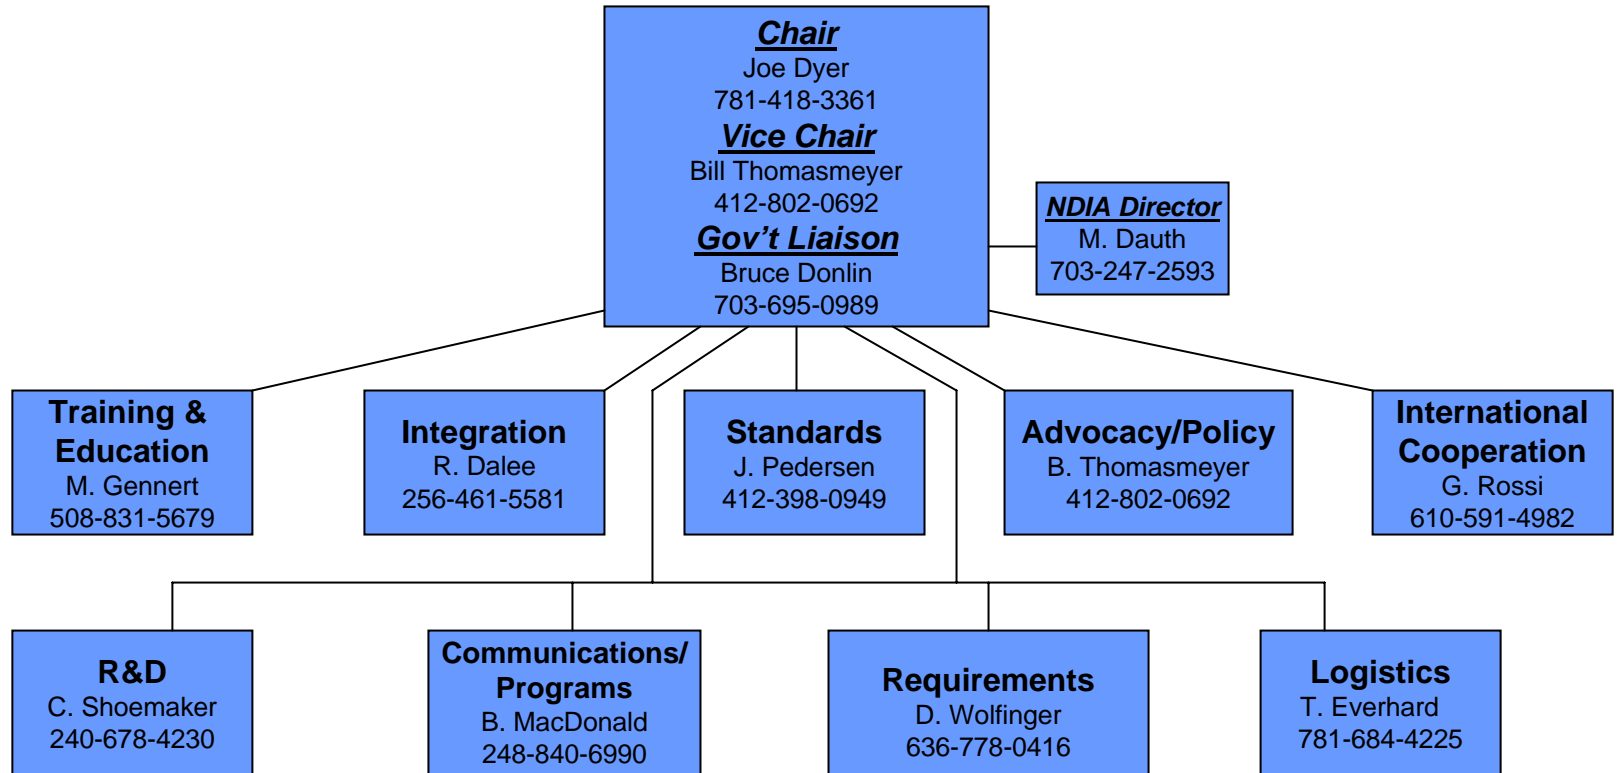 Chair
Joe Dyer
781-418-3361
Vice Chair
Bill Thomasmeyer
412-802-0692
Gov't Liaison
Bruce Donlin
703-695-0989
NDIA Director
M. Dauth
703-247-2593
Training &
Education
M. Gennert
508-831-5679
Integration
R. Dalee
256-461-5581
Standards
J. Pedersen
412-398-0949
Advocacy/Policy
B. Thomasmeyer
412-802-0692
International
Cooperation
G. Rossi
610-591-4982
R&D
C. Shoemaker
240-678-4230
Communications/
Programs
B. MacDonald
248-840-6990
Requirements
D. Wolfinger
636-778-0416
Logistics
T. Everhard
781-684-4225